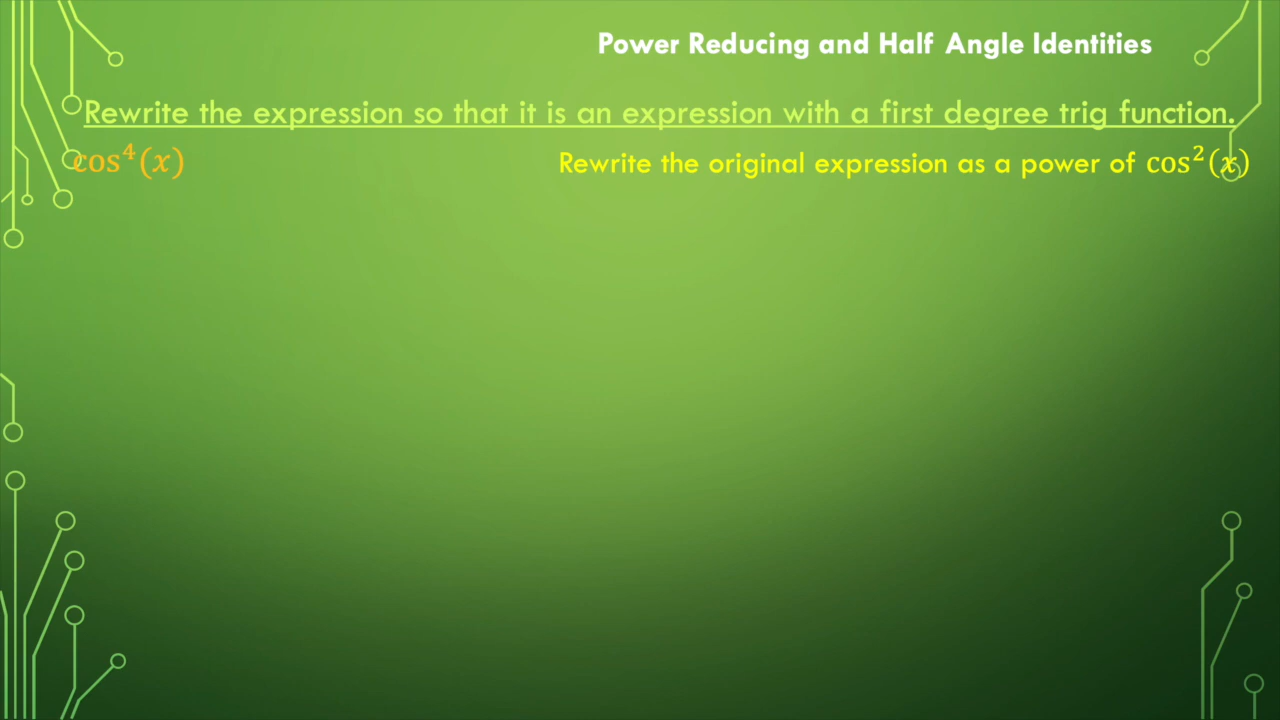 Power Reducing and Half Angle Identities
Rewrite the expression so that it is an expression with a first degree trig function.
cos⁴(x) Rewrite the original expression as a power of cos²(x)